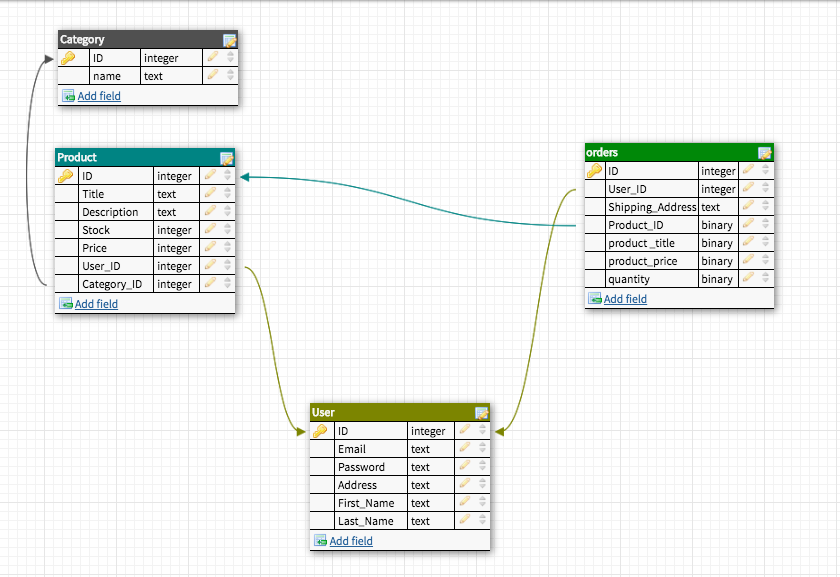 Category
ID integer
name text
Add field
Product
ID integer
Title text
Description text
Stock integer
Price integer
User_ID integer
Category_ID integer
Add field
orders
ID integer
User_ID integer
Shipping_Address text
Product_ID binary
product _title binary
product_price binary
quantity binary
Add field
User
ID integer
Email text
Password text
Address text
First_Name text
Last_Name text
Add field